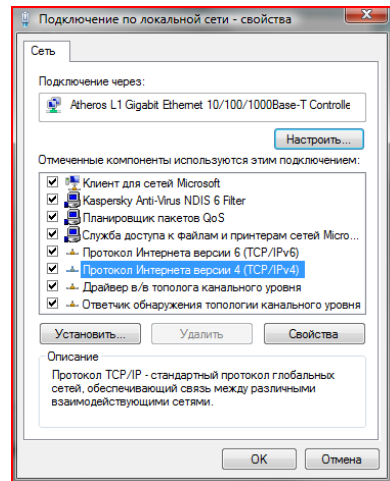 Подключение по локальной сети - свойства
Сеть
Подключение через:
Atheros L1 Gigabit Ethernet 10/100/1000Base-T Controlle
Настроить...
Отмеченные компоненты используются этим подключением:
Клиент для сетей Microsoft
Kaspersky Anti-Virus NDIS 6 Filter
Планировщик пакетов QoS
Служба доступа к файлам и принтерам сетей Micro...
Протокол Интернета версии 6 (TCP/IPv6)
Протокол Интернета версии 4 (TCP/IPv4)
Драйвер в/в тополога канального уровня
Ответчик обнаружения топологии канального уровня
Установить... Удалить Свойства
Описание
Протокол TCP/IP - стандартный протокол глобальных
сетей, обеспечивающий связь между различными
взаимодействующими сетями.
OK Отмена